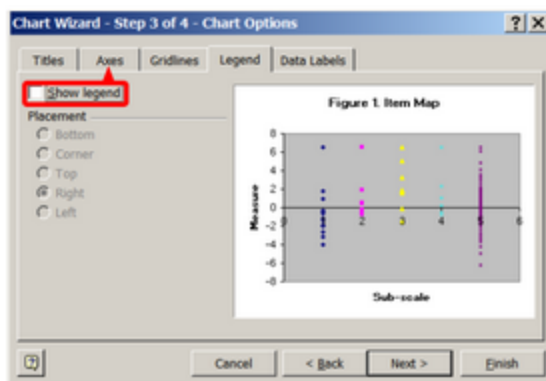 Chart Wizard - Step 3 of 4 - Chart Options
Titles Axes Gridlines Legend Data Labels
Show legend
Placement
Bottom
Corner
Top
Right
Left
Figure 1. Item Map
Measure
8
6
4
2
0
-2
-4
-6
-8
0 1 2 3 4 5 6
Sub-scale
Cancel < Back Next > Finish